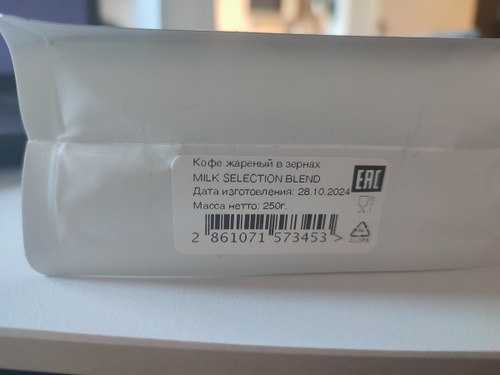 Кофе жареный в зернах
MILK SELECTION BLEND
Дата изготовления: 28.10.2024
Масса нетто: 250г.
EAC
2 861071 573453 >